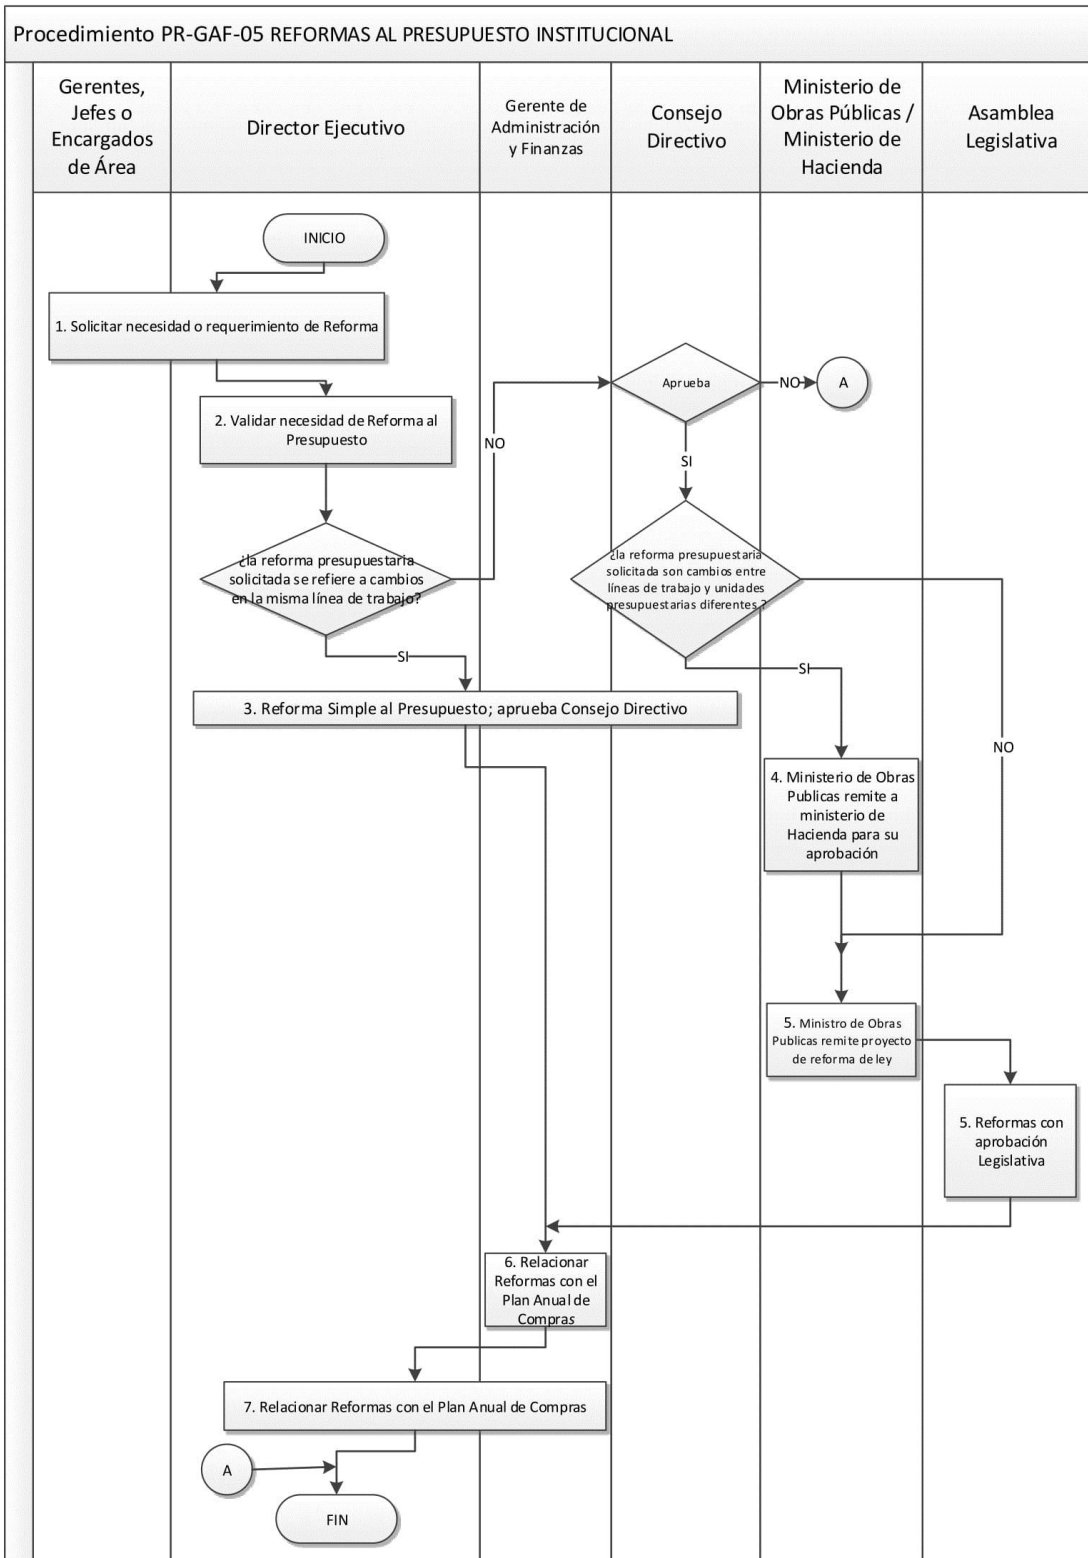 Procedimiento PR-GAF-05 REFORMAS AL PRESUPUESTO INSTITUCIONAL
Gerentes,
Jefes o
Encargados
de Área
Director Ejecutivo
Gerente de
Administración
y Finanzas
Consejo
Directivo
Ministerio de
Obras Públicas /
Ministerio de
Hacienda
Asamblea
Legislativa
INICIO
1. Solicitar necesidad o requerimiento de Reforma
2. Validar necesidad de Reforma al
Presupuesto
NO
Aprueba
NO
A
SI
¿la reforma presupuestaria
solicitada se refiere a cambios
en la misma línea de trabajo?
¿la reforma presupuestaria
solicitada son cambios entre
líneas de trabajo y unidades
presupuestarias diferentes ?
SI
SI
3. Reforma Simple al Presupuesto; aprueba Consejo Directivo
NO
4. Ministerio de Obras
Publicas remite a
ministerio de
Hacienda para su
aprobación
5. Ministro de Obras
Publicas remite proyecto
de reforma de ley
5. Reformas con
aprobación
Legislativa
6. Relacionar
Reformas con el
Plan Anual de
Compras
7. Relacionar Reformas con el Plan Anual de Compras
A
FIN